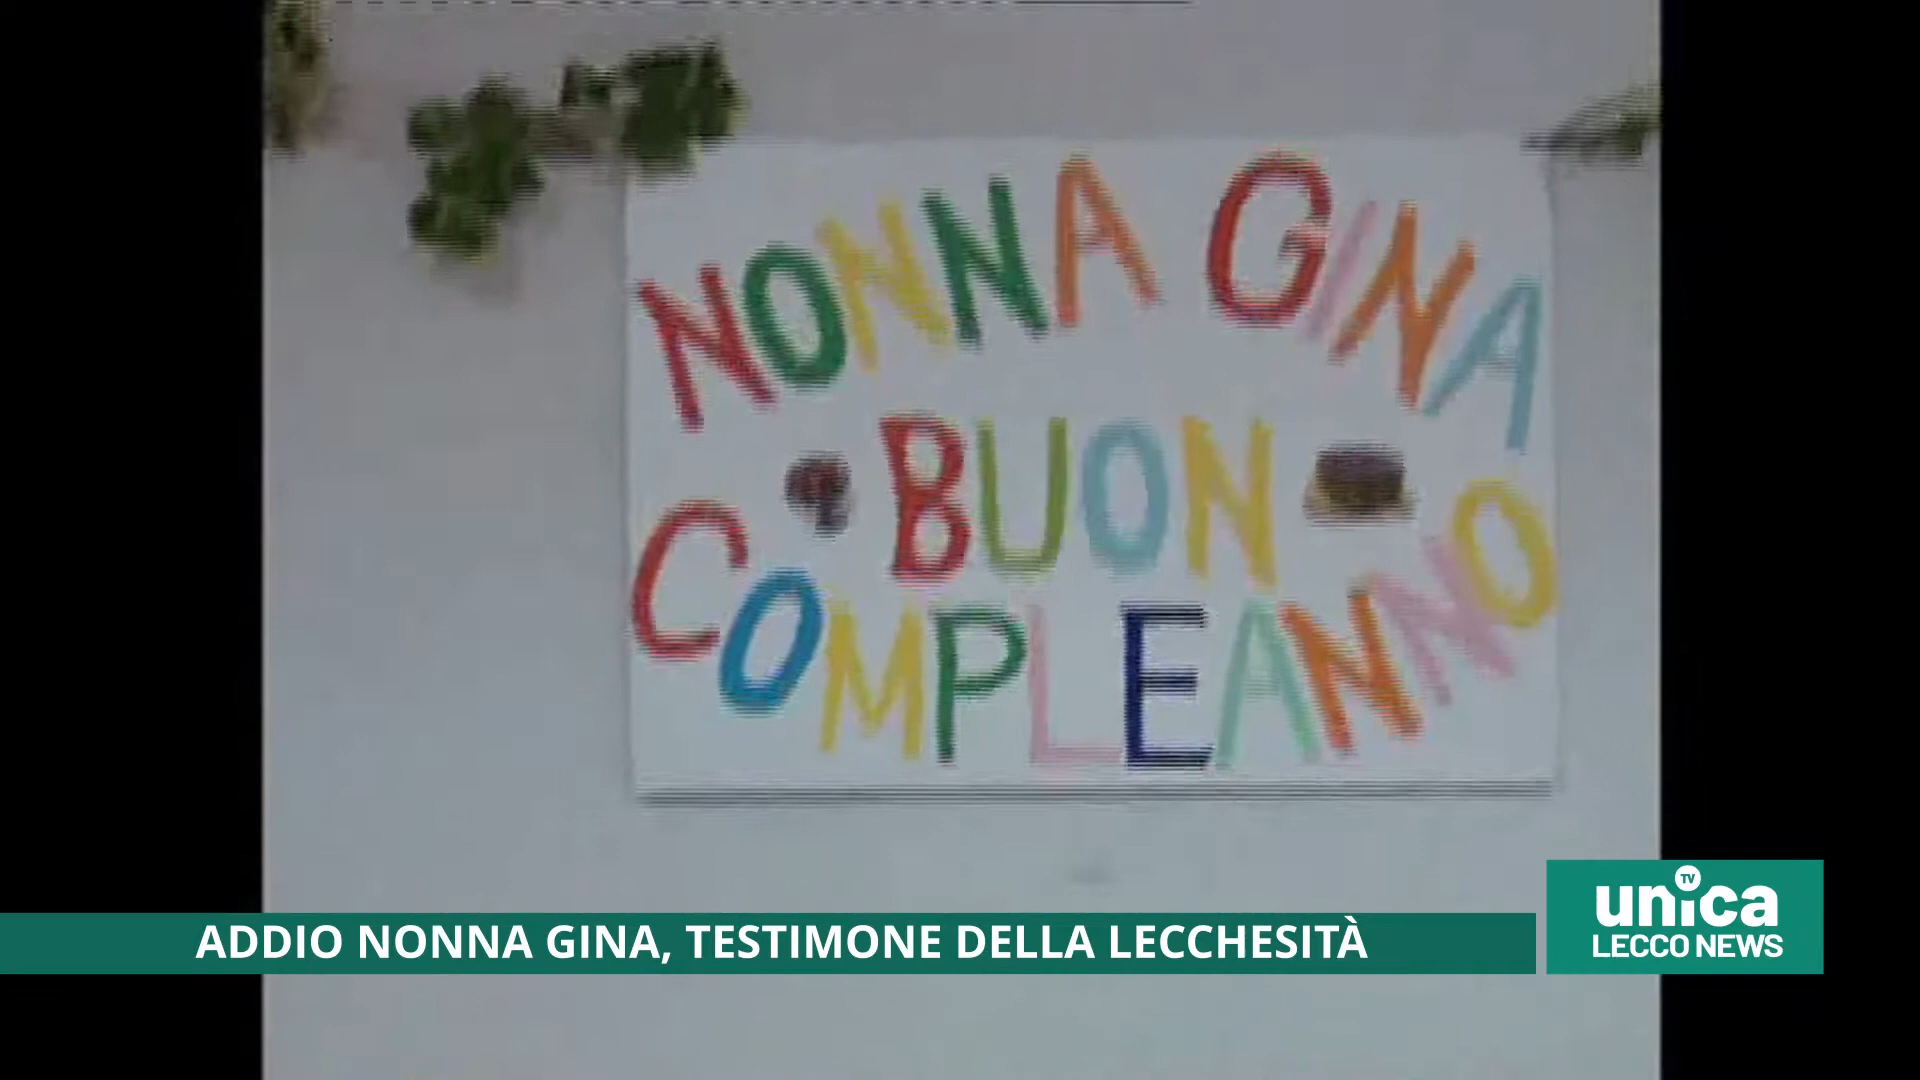 NONNA GINA
BUON
COMPLEANNO
ADDIO NONNA GINA, TESTIMONE DELLA LECCHESITÀ
TV
unica
LECCO NEWS